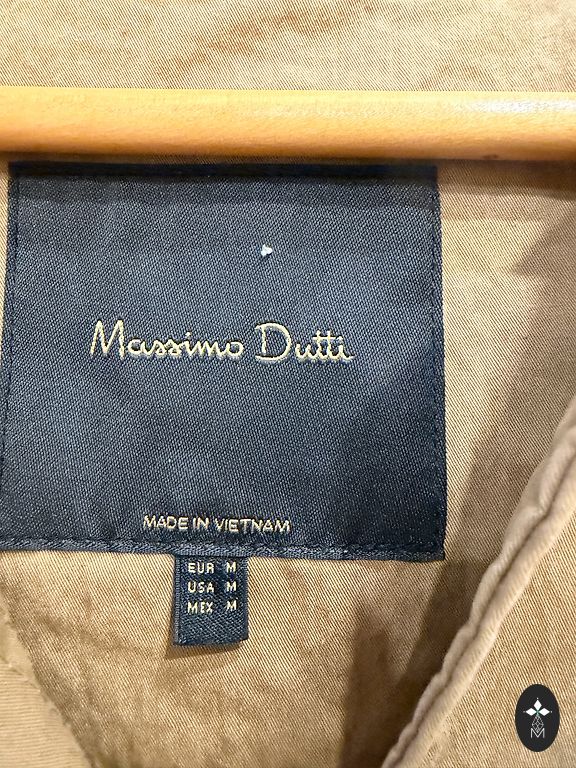 Massimo Dutti
MADE IN VIETNAM
EUR M
USA M
MEX M
M